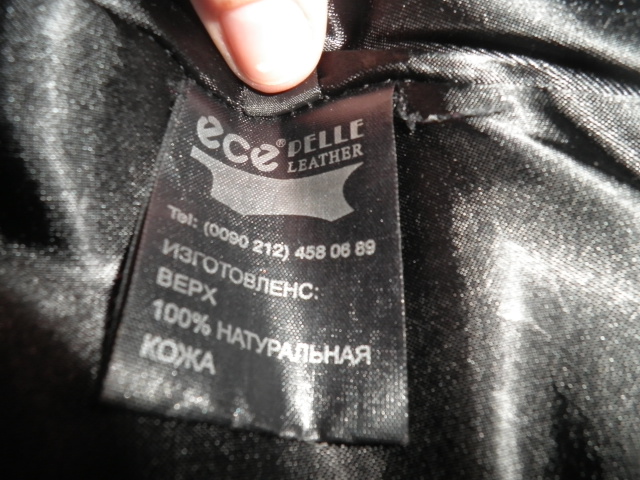 ece® PELLE
LEATHER
Tel: (0090 212) 458 06 89
ИЗГОТОВЛЕНС:
ВЕРХ
100% НАТУРАЛЬНАЯ
КОЖА